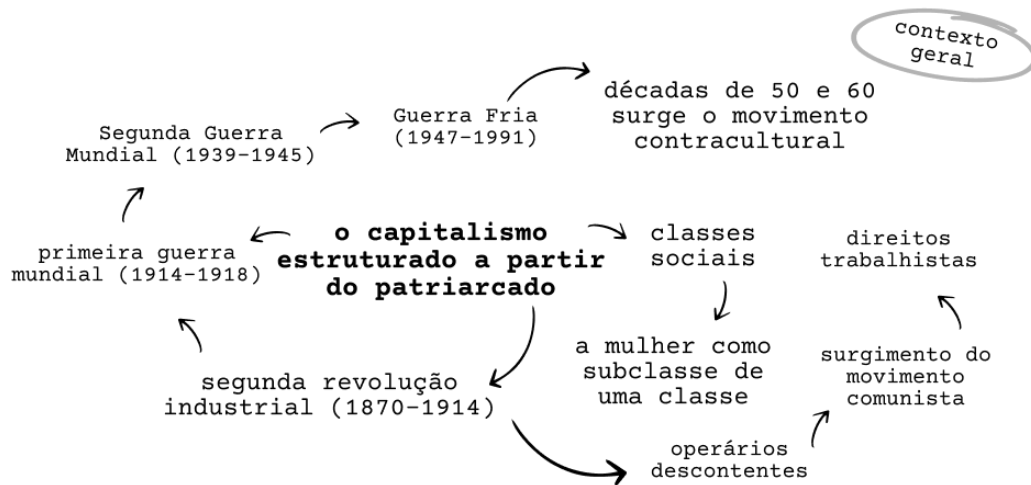 contexto
geral
décadas de 50 e 60
surge o movimento
contracultural
Guerra Fria
(1947-1991)
Segunda Guerra
Mundial (1939-1945)
primeira guerra
mundial (1914-1918)
o capitalismo
estruturado a partir
do patriarcado
classes
sociais
direitos
trabalhistas
a mulher como
subclasse de
uma classe
surgimento do
movimento
comunista
segunda revolução
industrial (1870-1914)
operários
descontentes